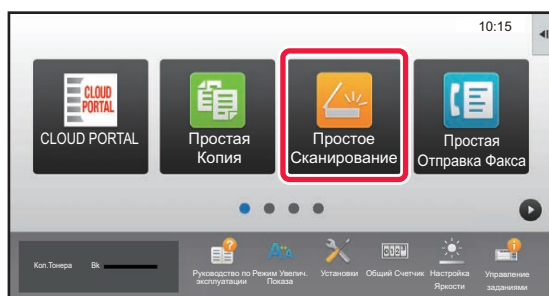 10:15
CLOUD
PORTAL
CLOUD PORTAL
Простая
Копия
Простое
Сканирование
Простая
Отправка Факса
Кол.Тонера
Bk
Руководство по
эксплуатации
Режим Увелич.
Показа
Установки
Общий Счетчик
Настройка
Яркости
Управление
заданиями